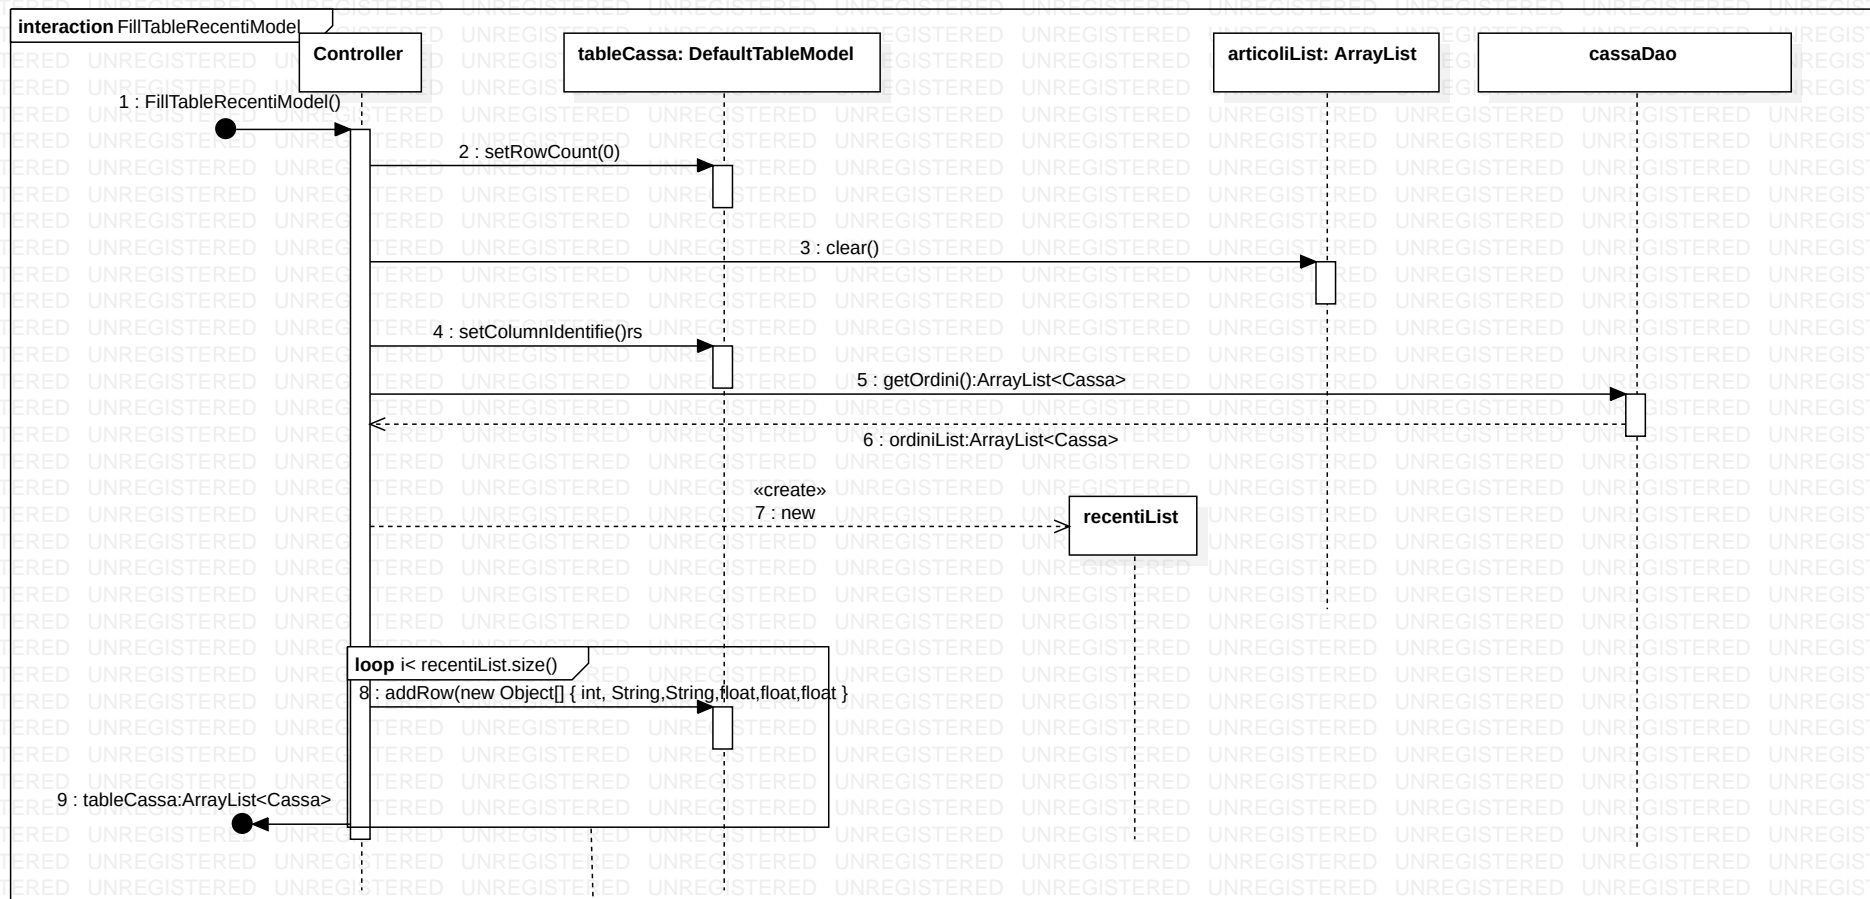 interaction FillTableRecentiModel
Controller
tableCassa: DefaultTableModel
articoliList: ArrayList
cassaDao
1 : FillTableRecentiModel()
2 : setRowCount(0)
3 : clear()
4 : setColumnIdentifie()rs
5 : getOrdini():ArrayList<Cassa>
6 : ordiniList:ArrayList<Cassa>
«create»
7 : new
recentiList
loop i< recentiList.size()
8 : addRow(new Object[] { int, String,String,float,float,float }
9 : tableCassa:ArrayList<Cassa>
UNREGISTERED